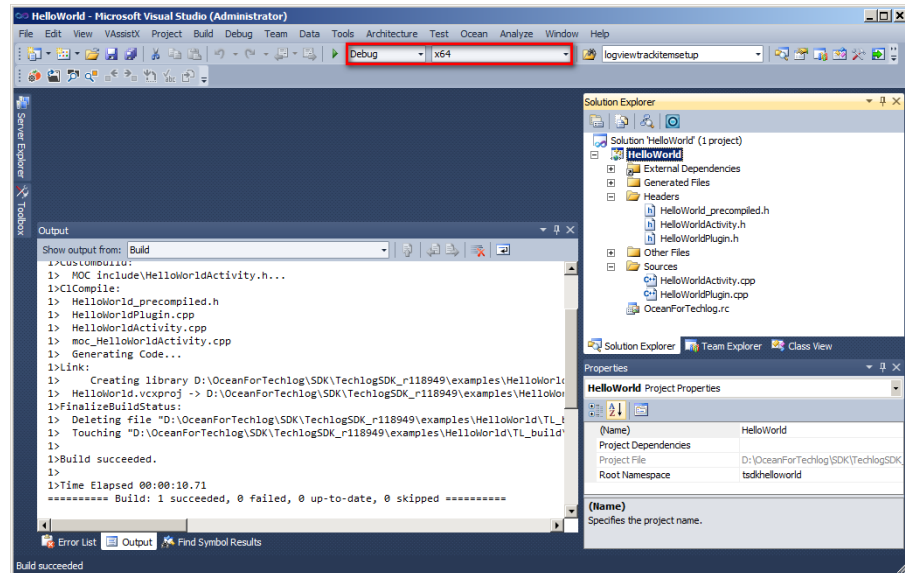 HelloWorld - Microsoft Visual Studio (Administrator)
File Edit View VAssistX Project Build Debug Team Data Tools Architecture Test Ocean Analyze Window Help
Debug x64 logviewtrackitemsetup
Server Explorer
Toolbox
Output
Show output from: Build
1>CustomBuild:
1> MOC include\HelloWorldActivity.h...
1>ClCompile:
1> HelloWorld_precompiled.h
1> HelloWorldPlugin.cpp
1> HelloWorldActivity.cpp
1> moc_HelloWorldActivity.cpp
1> Generating Code...
1>Link:
1> Creating library D:\OceanForTechlog\SDK\TechlogSDK_r118949\examples\HelloWorl
1> HelloWorld.vcxproj -> D:\OceanForTechlog\SDK\TechlogSDK_r118949\examples\HelloWor
1>FinalizeBuildStatus:
1> Deleting file "D:\OceanForTechlog\SDK\TechlogSDK_r118949\examples\HelloWorld\TL_b
1> Touching "D:\OceanForTechlog\SDK\TechlogSDK_r118949\examples\HelloWorld\TL_build\
1>
1>Build succeeded.
1>
1>Time Elapsed 00:00:10.71
========== Build: 1 succeeded, 0 failed, 0 up-to-date, 0 skipped ==========
Error List Output Find Symbol Results
Build succeeded
Solution Explorer
Solution 'HelloWorld' (1 project)
HelloWorld
External Dependencies
Generated Files
Headers
HelloWorld_precompiled.h
HelloWorldActivity.h
HelloWorldPlugin.h
Other Files
Sources
HelloWorldActivity.cpp
HelloWorldPlugin.cpp
OceanForTechlog.rc
Solution Explorer Team Explorer Class View
Properties
HelloWorld Project Properties
(Name) HelloWorld
Project Dependencies
Project File D:\OceanForTechlog\SDK\TechlogSDK_
Root Namespace tsdkhelloworld
(Name)
Specifies the project name.